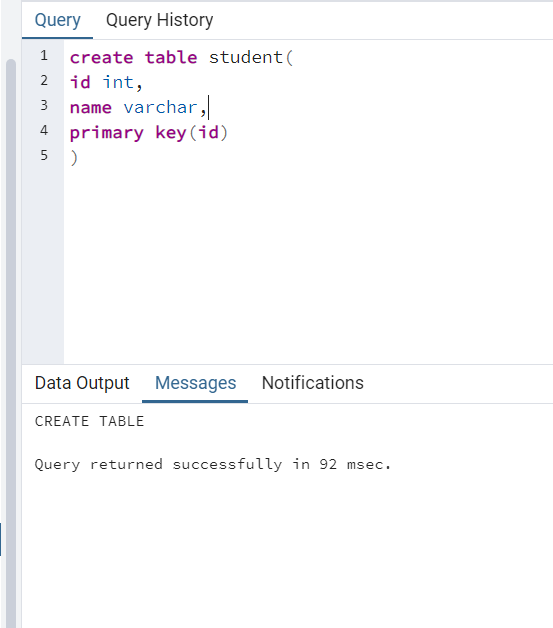 Query Query History
1 create table student(
2 id int,
3 name varchar,
4 primary key(id)
5 )
Data Output Messages Notifications
CREATE TABLE
Query returned successfully in 92 msec.